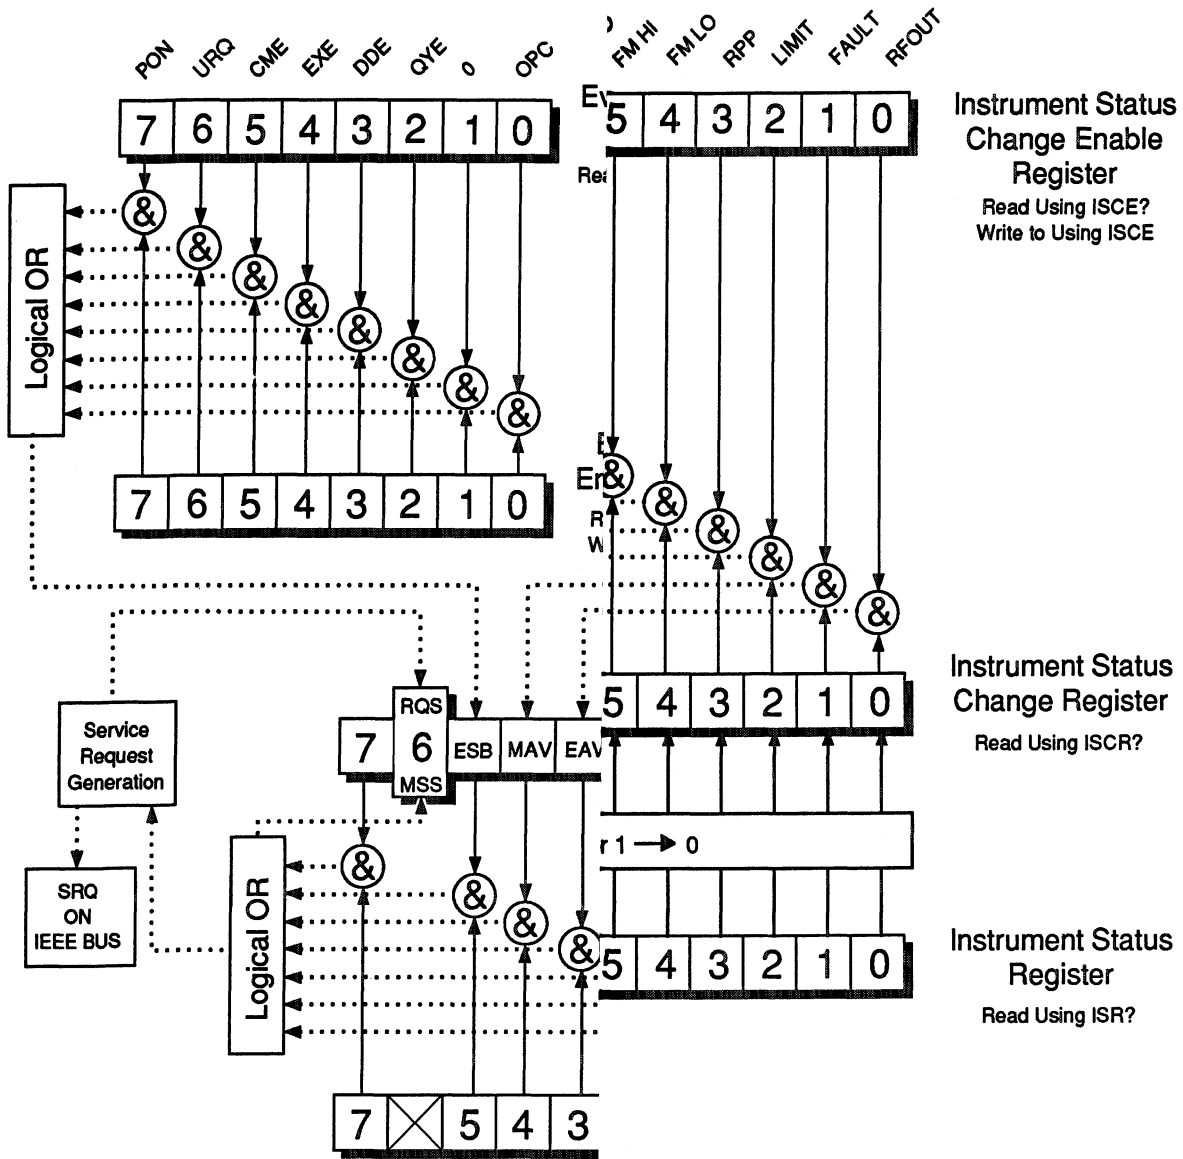 PON URQ CME EXE DDE QYE 0 OPC
7 6 5 4 3 2 1 0
& & & & & & & &
Logical OR
7 6 5 4 3 2 1 0
FM HI FM LO RPP LIMIT FAULT RFOUT
5 4 3 2 1 0
Instrument Status
Change Enable
Register
Read Using ISCE?
Write to Using ISCE
& & & & & &
5 4 3 2 1 0
Instrument Status
Change Register
Read Using ISCR?
1 → 0
5 4 3 2 1 0
Instrument Status
Register
Read Using ISR?
Service
Request
Generation
SRQ
ON
IEEE BUS
RQS
7 6 ESB MAV EAV
MSS
& & & &
Logical OR
7 5 4 3